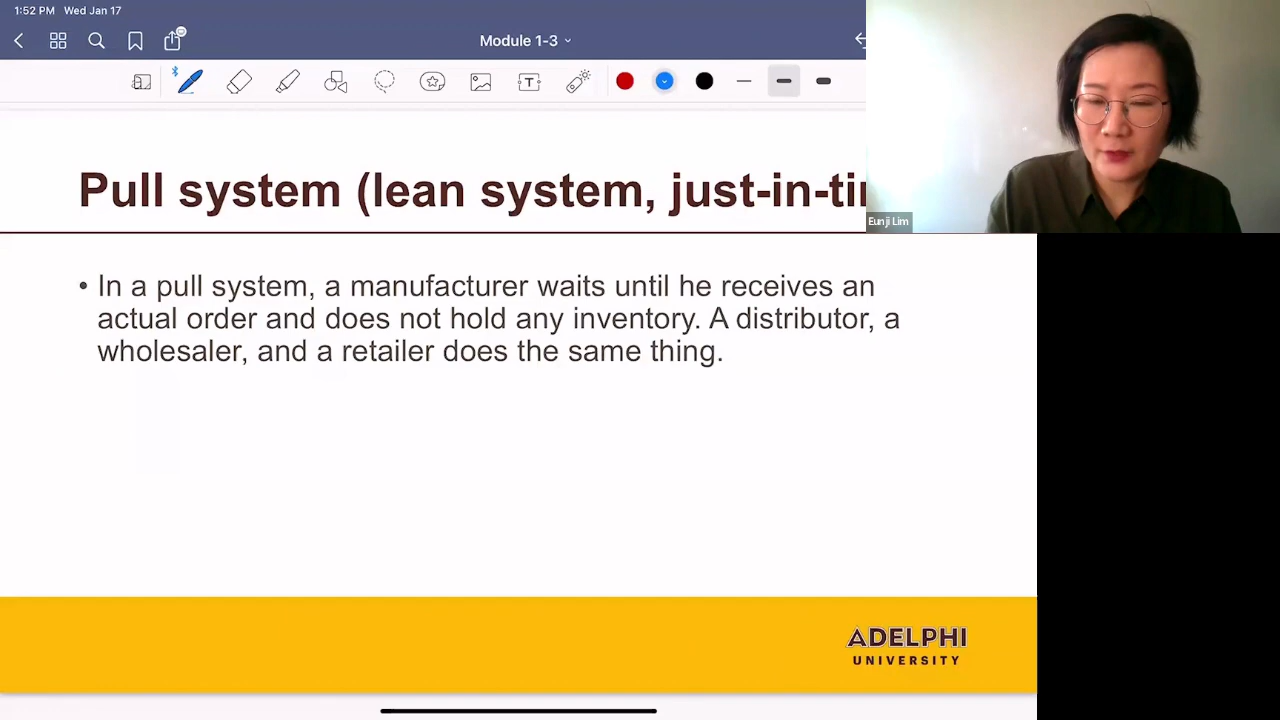 1:52 PM Wed Jan 17
Module 1-3
T
Pull system (lean system, just-in-ti
Eunji Lim
• In a pull system, a manufacturer waits until he receives an
actual order and does not hold any inventory. A distributor, a
wholesaler, and a retailer does the same thing.
ADELPHI
UNIVERSITY